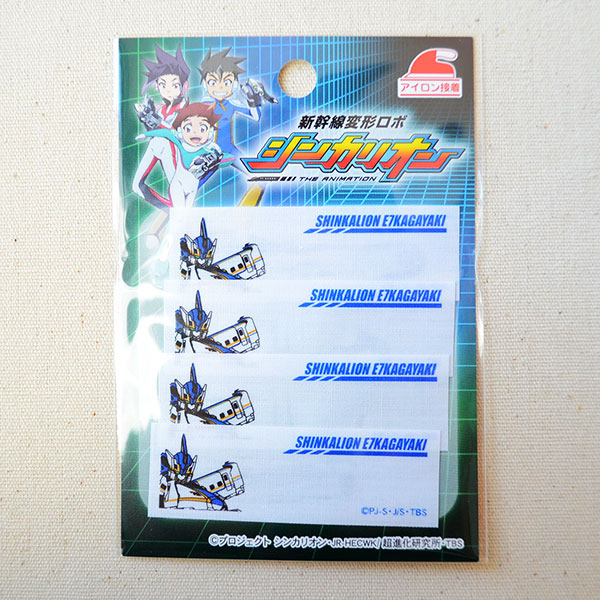 アイロン接着
新幹線変形ロボ
シンカリオン
THE ANIMATION
SHINKALION E7KAGAYAKI
SHINKALION E7KAGAYAKI
SHINKALION E7KAGAYAKI
SHINKALION E7KAGAYAKI
©PJ-S・J/S・TBS
©プロジェクト シンカリオン・JR-HECWK/超進化研究所・TBS